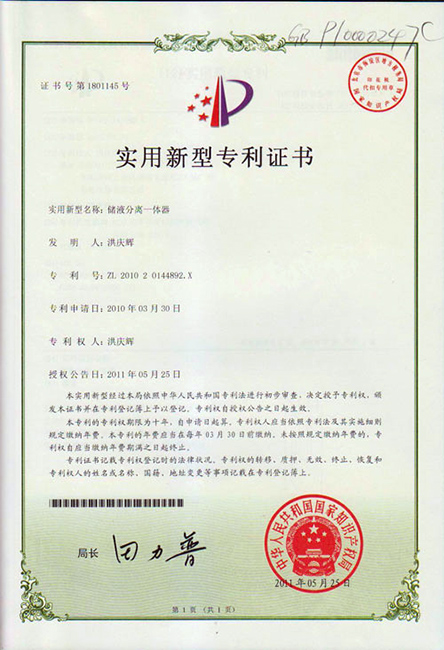 GB P10000247C
证书号第1801145号
印花税
代扣专用章
国家知识产权局
实用新型专利证书
实用新型名称：储液分离一体器
发 明 人：洪庆辉
专 利 号：ZL 2010 2 0144892.X
专利申请日：2010年03月30日
专利权人：洪庆辉
授权公告日：2011年05月25日
本实用新型经过本局依照中华人民共和国专利法进行初步审查，决定授予专利权，颁
发本证书并在专利登记簿上予以登记。专利权自授权公告之日起生效。
本专利的专利权期限为十年，自申请日起算。专利权人应当依照专利法及其实施细则
规定缴纳年费。本专利的年费应当在每年03月30日前缴纳。未按照规定缴纳年费的，专
利权自应当缴纳年费期满之日起终止。
专利证书记载专利权登记时的法律状况。专利权的转移、质押、无效、终止、恢复和
专利权人的姓名或名称、国籍、地址变更等事项记载在专利登记簿上。
局长 田力普
中华人民共和国国家知识产权局
2011年05月25日
第1页（共1页）